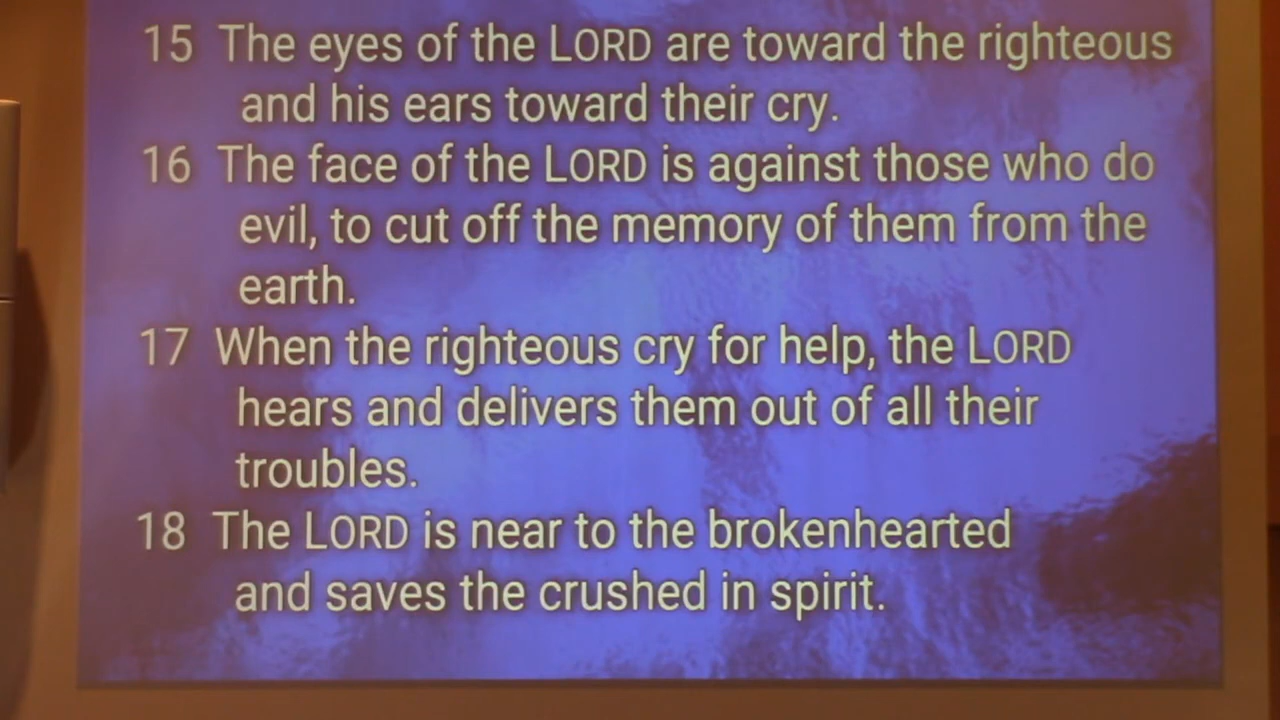 15 The eyes of the LORD are toward the righteous
and his ears toward their cry.
16 The face of the LORD is against those who do
evil, to cut off the memory of them from the
earth.
17 When the righteous cry for help, the LORD
hears and delivers them out of all their
troubles.
18 The LORD is near to the brokenhearted
and saves the crushed in spirit.